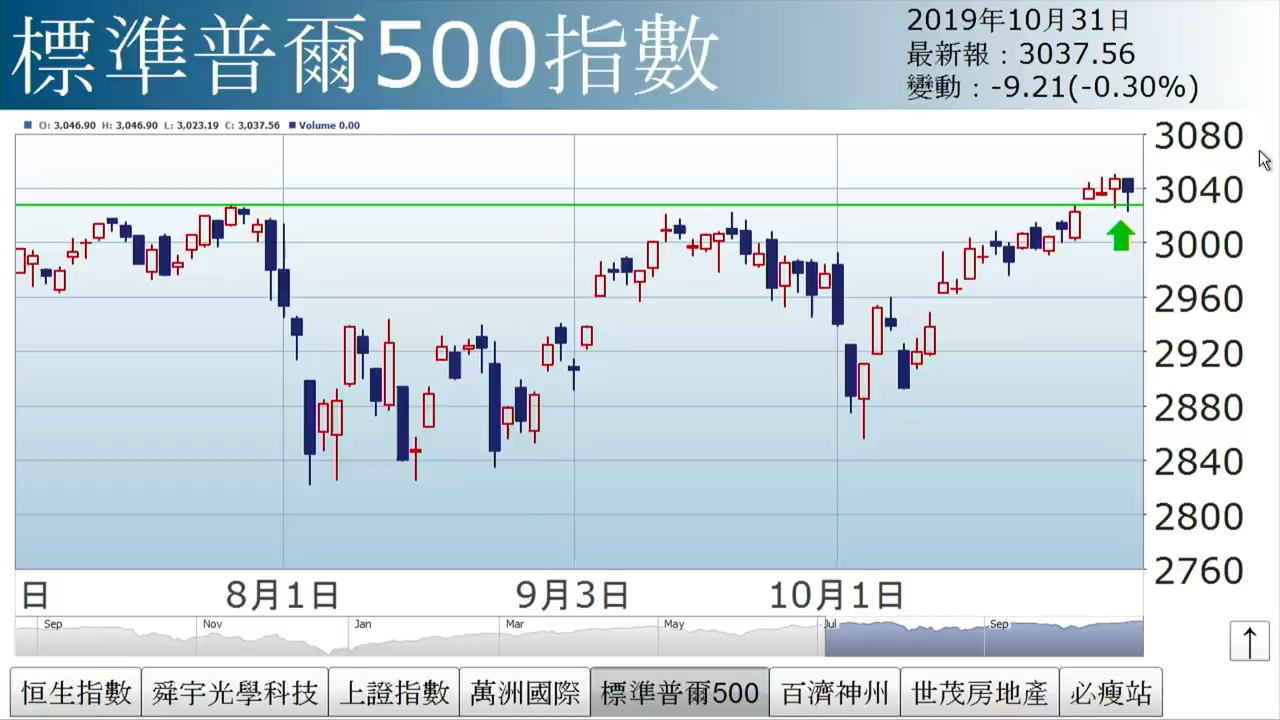 標準普爾500指數
2019年10月31日
最新報：3037.56
變動：-9.21(-0.30%)
O: 3,046.90 H: 3,046.90 L: 3,023.19 C: 3,037.56 Volume 0.00
3080
3040
3000
2960
2920
2880
2840
2800
2760
日 8月1日 9月3日 10月1日
Sep Nov Jan Mar May Jul Sep
恒生指數 舜宇光學科技 上證指數 萬洲國際 標準普爾500 百濟神州 世茂房地產 必瘦站